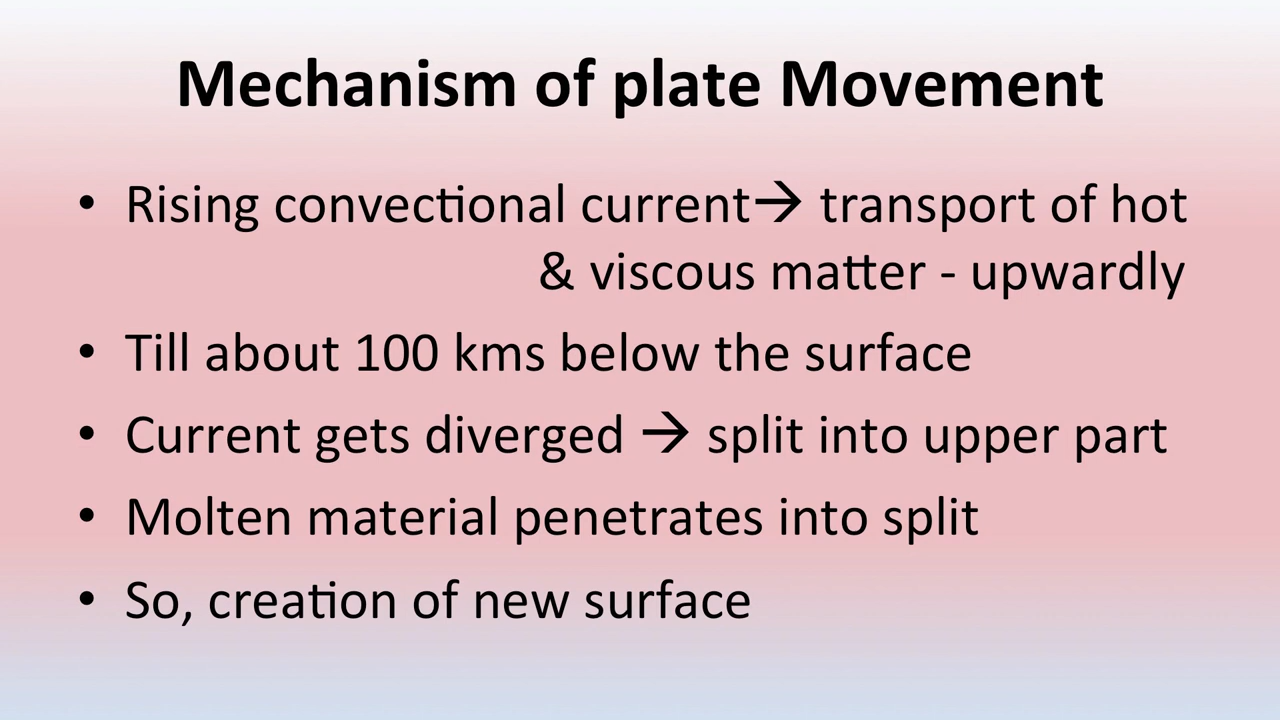 Mechanism of plate Movement
• Rising convectional current→ transport of hot
& viscous matter - upwardly
• Till about 100 kms below the surface
• Current gets diverged → split into upper part
• Molten material penetrates into split
• So, creation of new surface